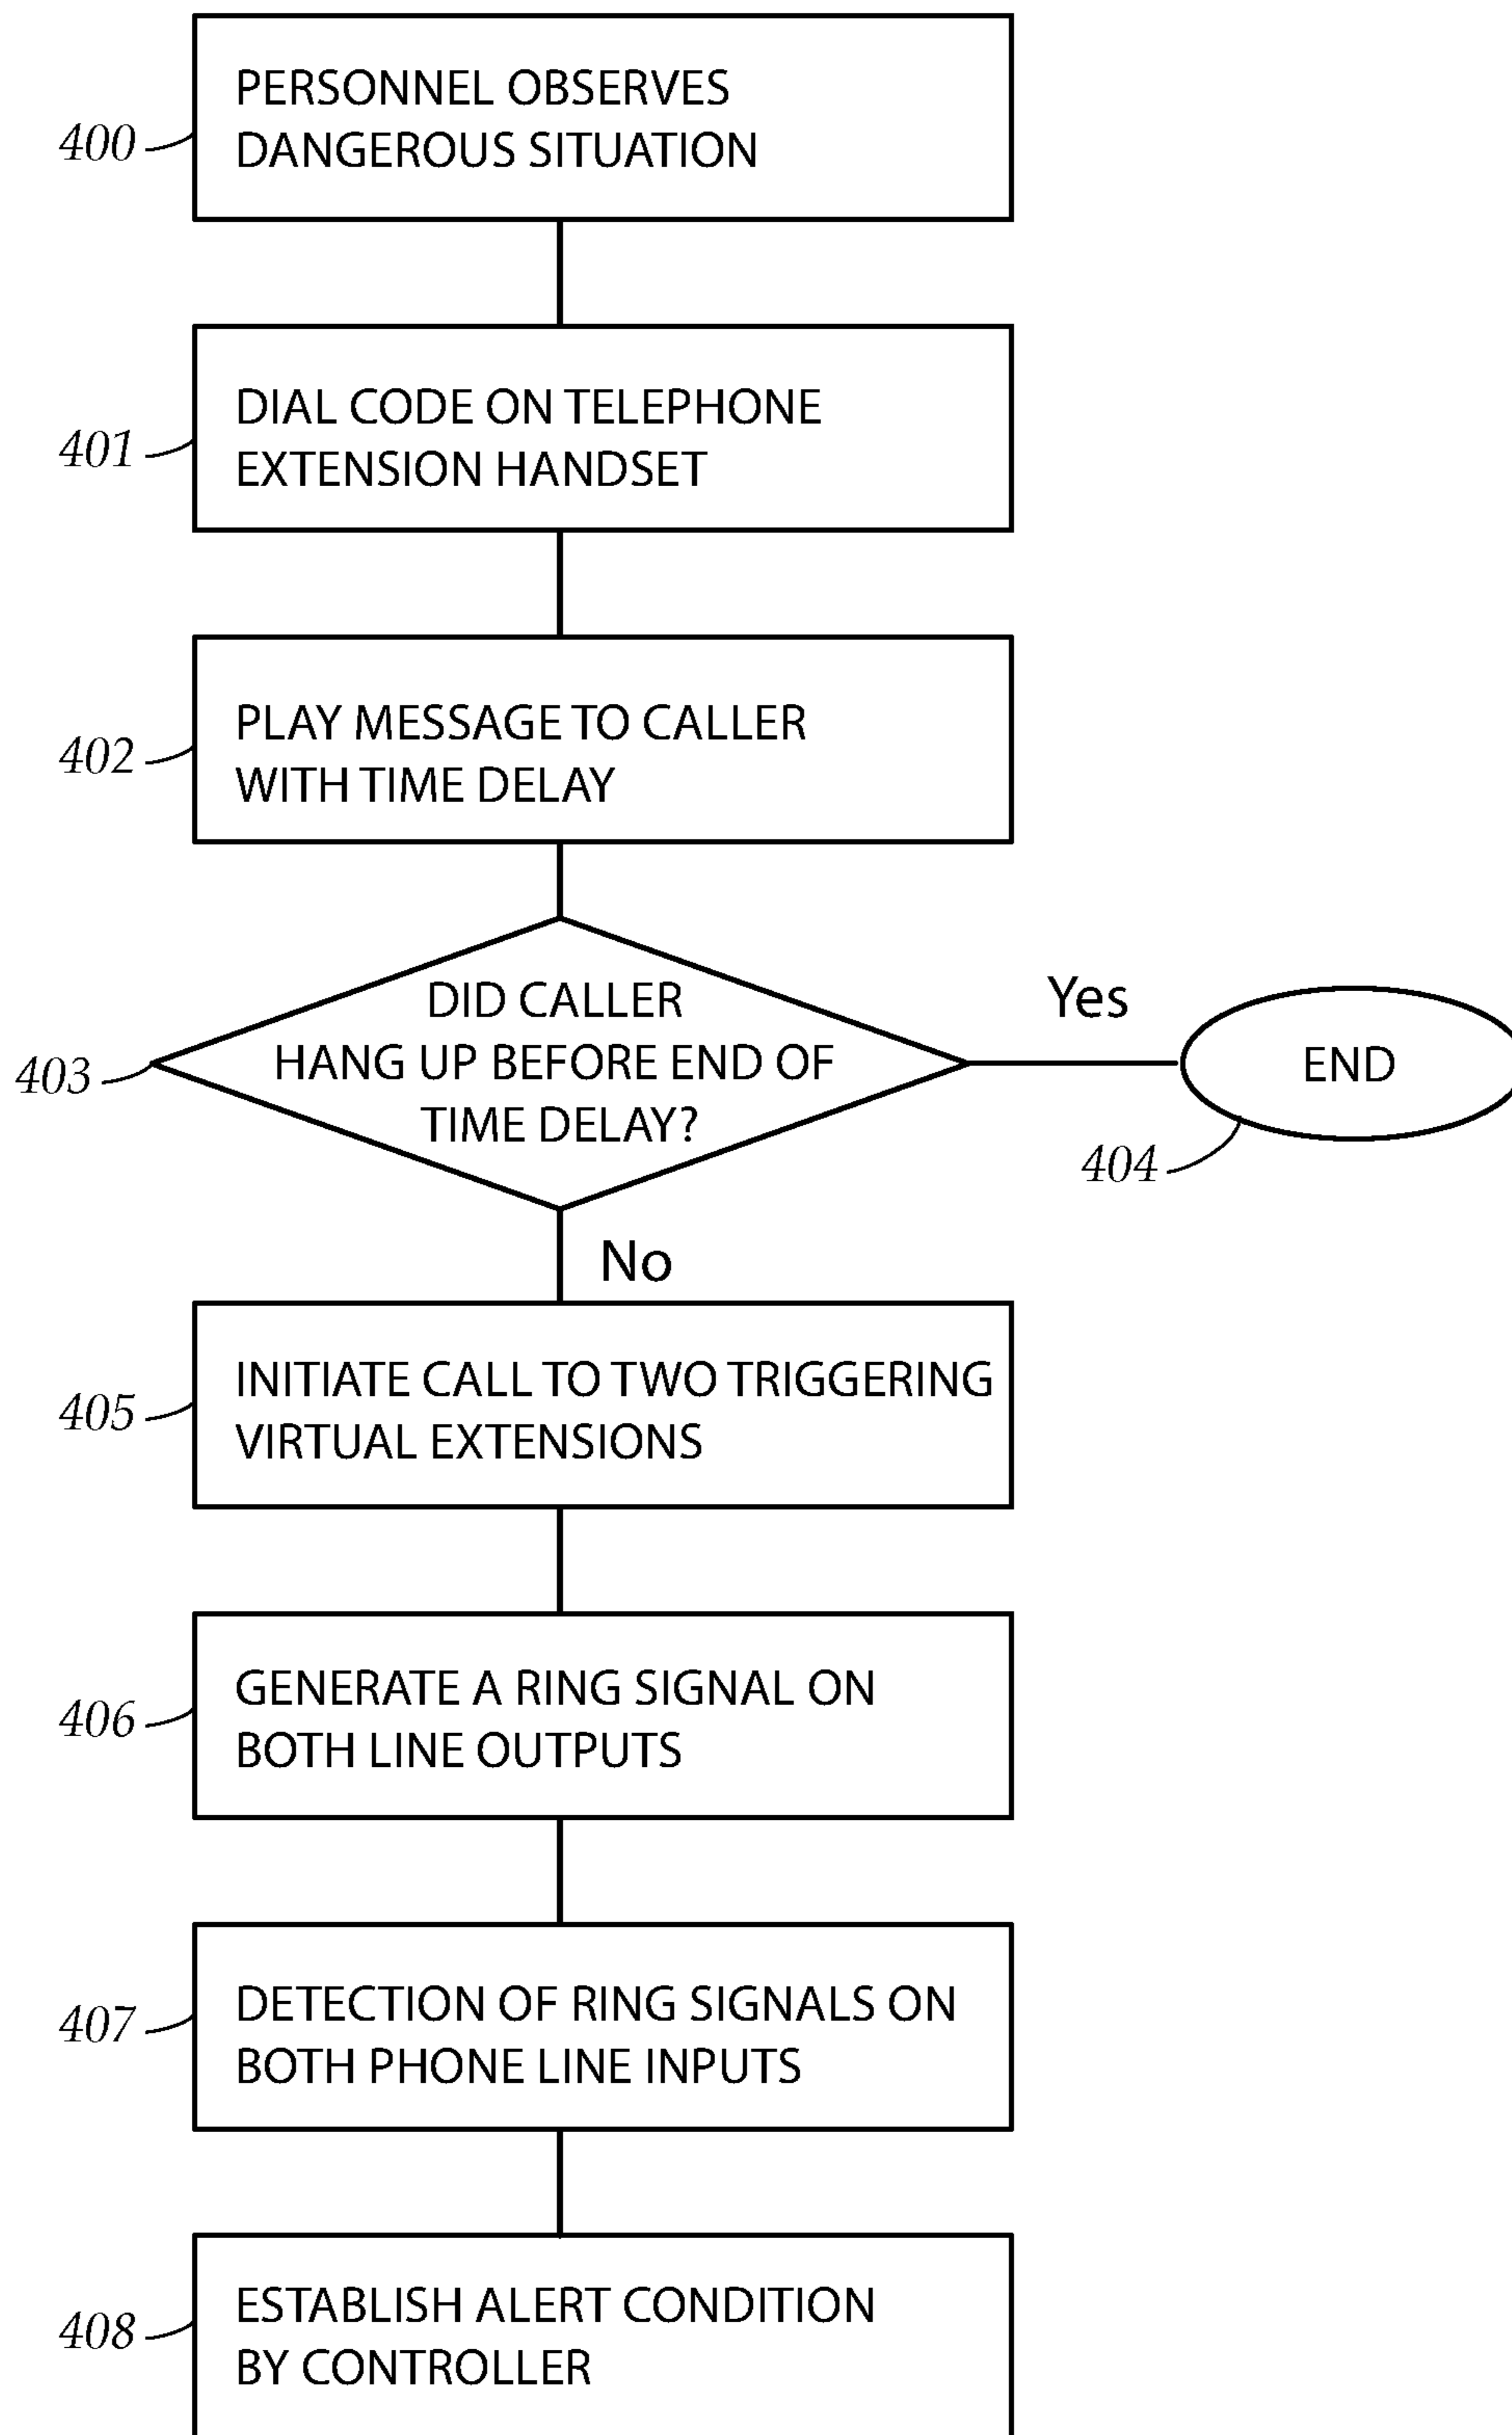 PERSONNEL OBSERVES
DANGEROUS SITUATION
400
DIAL CODE ON TELEPHONE
EXTENSION HANDSET
401
PLAY MESSAGE TO CALLER
WITH TIME DELAY
402
DID CALLER
HANG UP BEFORE END OF
TIME DELAY?
403
Yes
END
404
No
INITIATE CALL TO TWO TRIGGERING
VIRTUAL EXTENSIONS
405
GENERATE A RING SIGNAL ON
BOTH LINE OUTPUTS
406
DETECTION OF RING SIGNALS ON
BOTH PHONE LINE INPUTS
407
ESTABLISH ALERT CONDITION
BY CONTROLLER
408